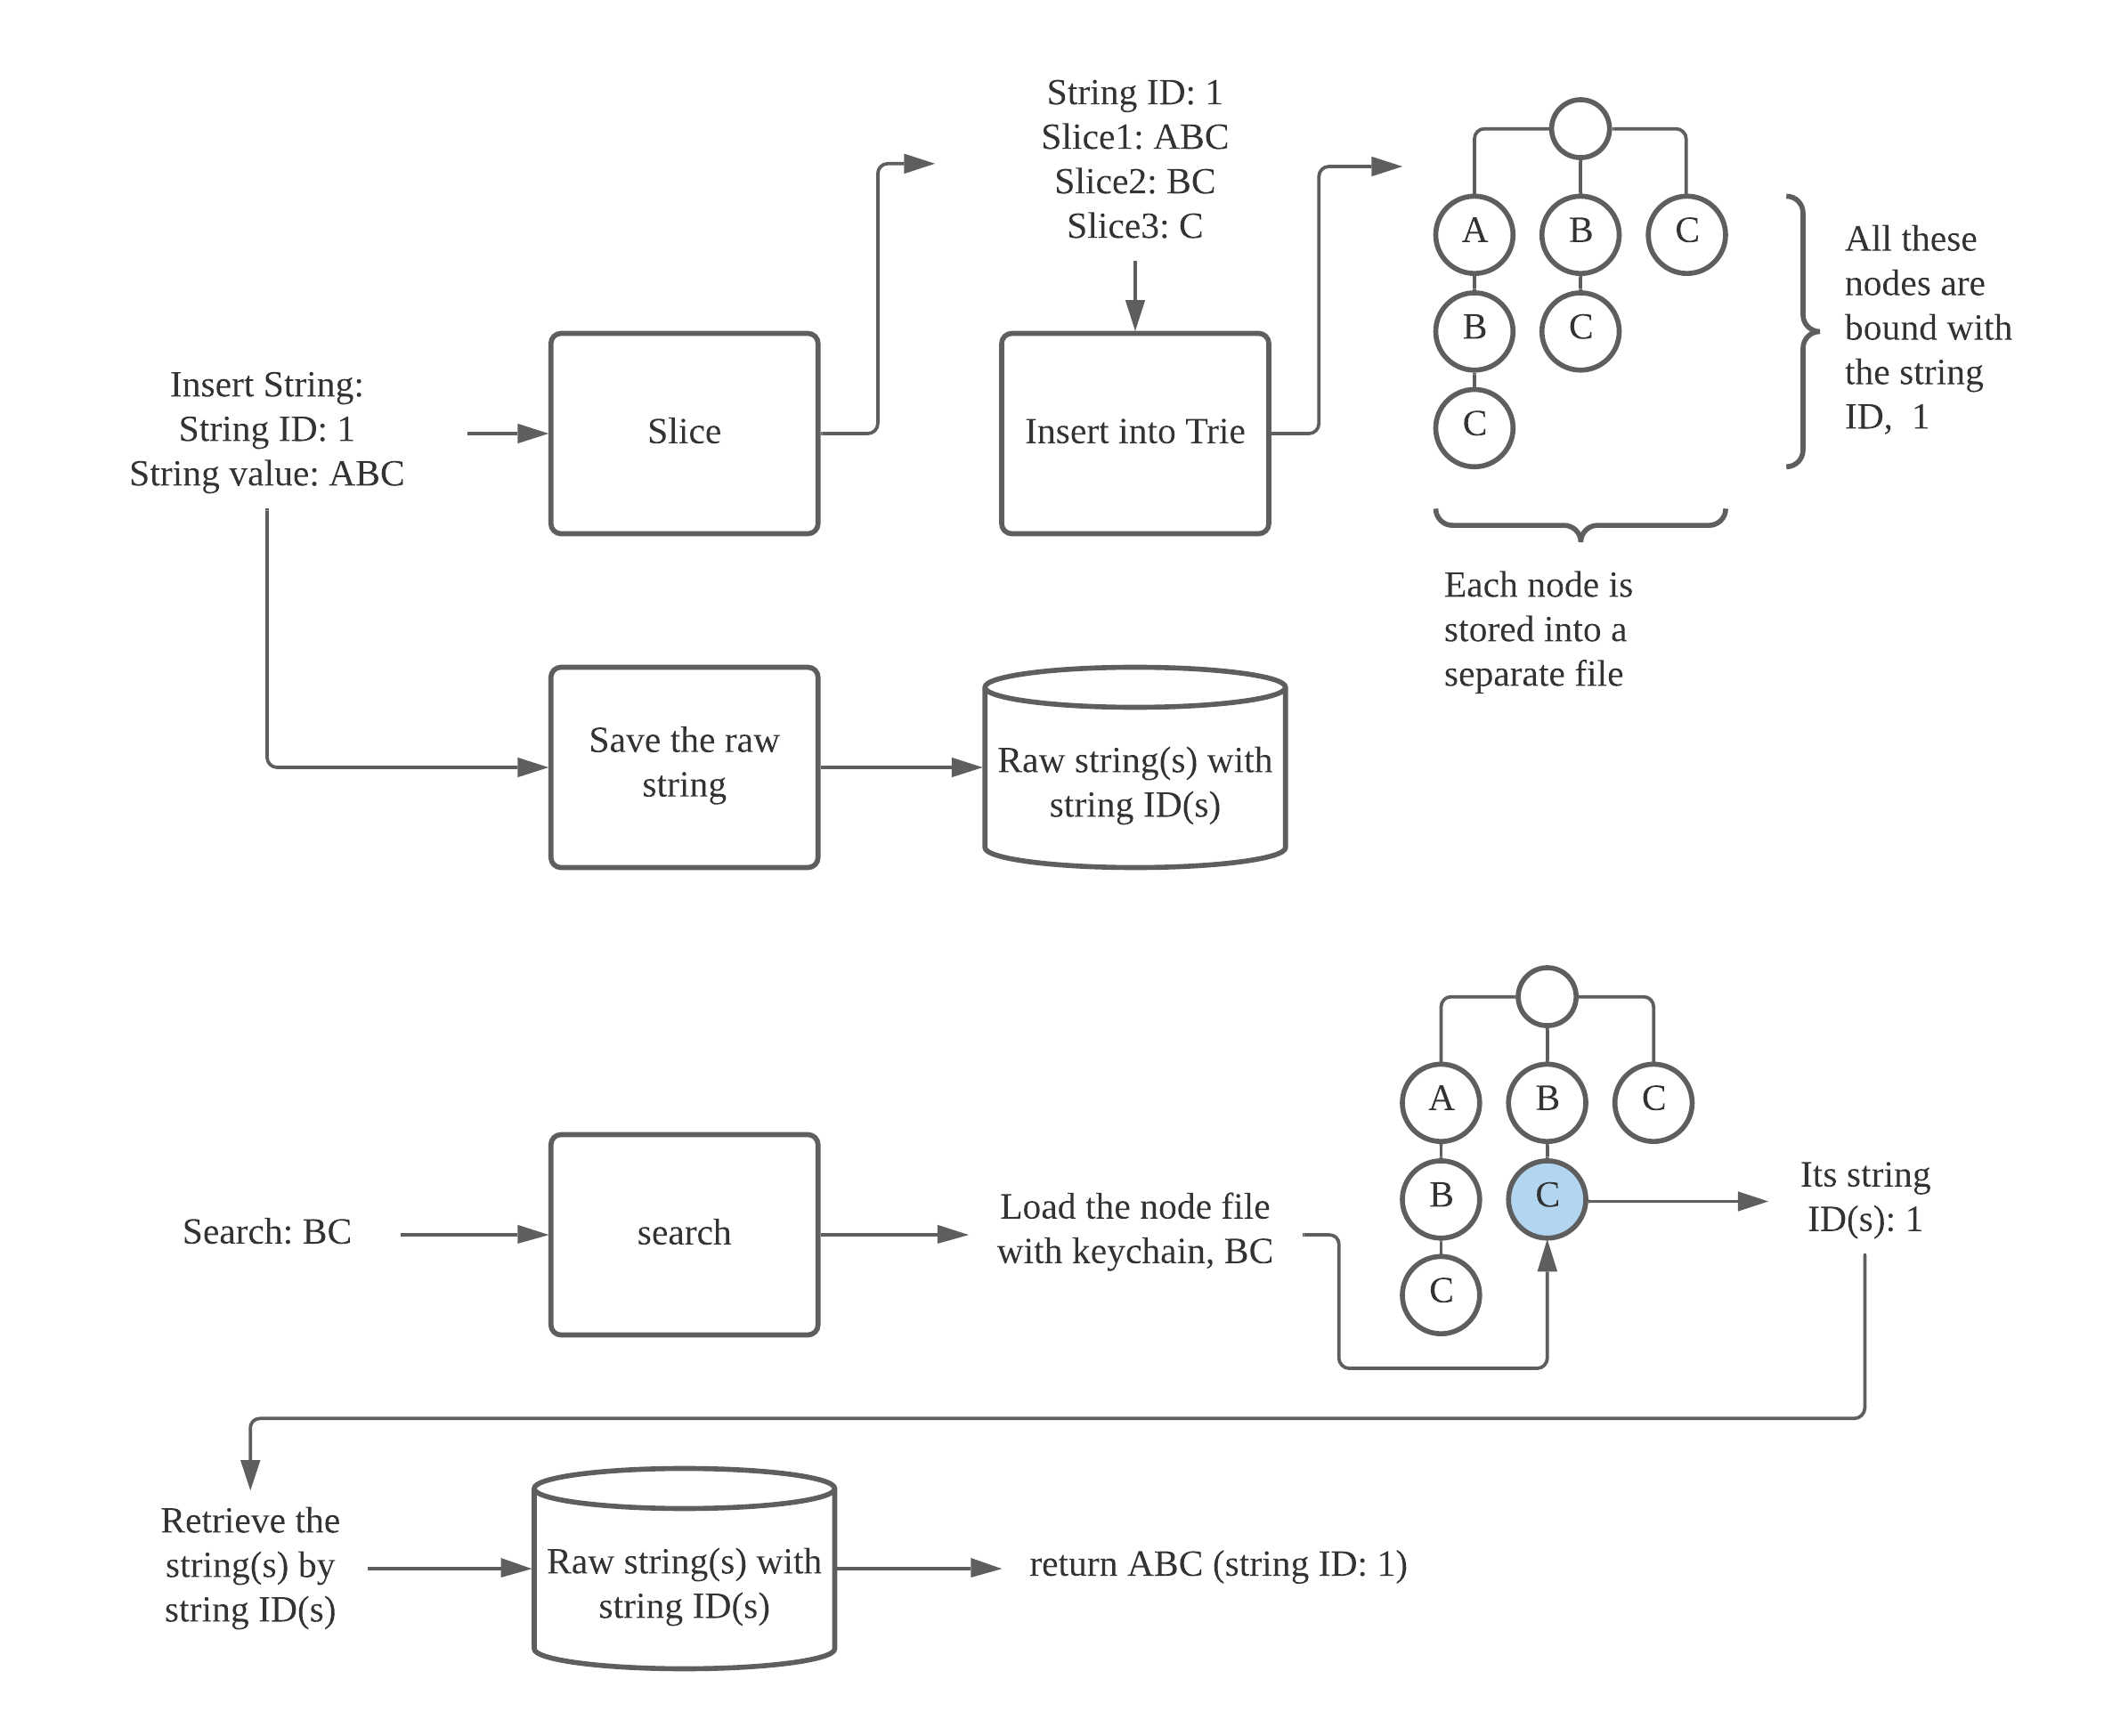 String ID: 1
Slice1: ABC
Slice2: BC
Slice3: C
A
B
C
B
C
C
All these
nodes are
bound with
the string
ID,  1
Insert String:
String ID: 1
String value: ABC
Slice
Insert into Trie
Each node is
stored into a
separate file
Save the raw
string
Raw string(s) with
string ID(s)
A
B
C
B
C
C
Its string
ID(s): 1
Search: BC
search
Load the node file
with keychain, BC
Retrieve the
string(s) by
string ID(s)
Raw string(s) with
string ID(s)
return ABC (string ID: 1)